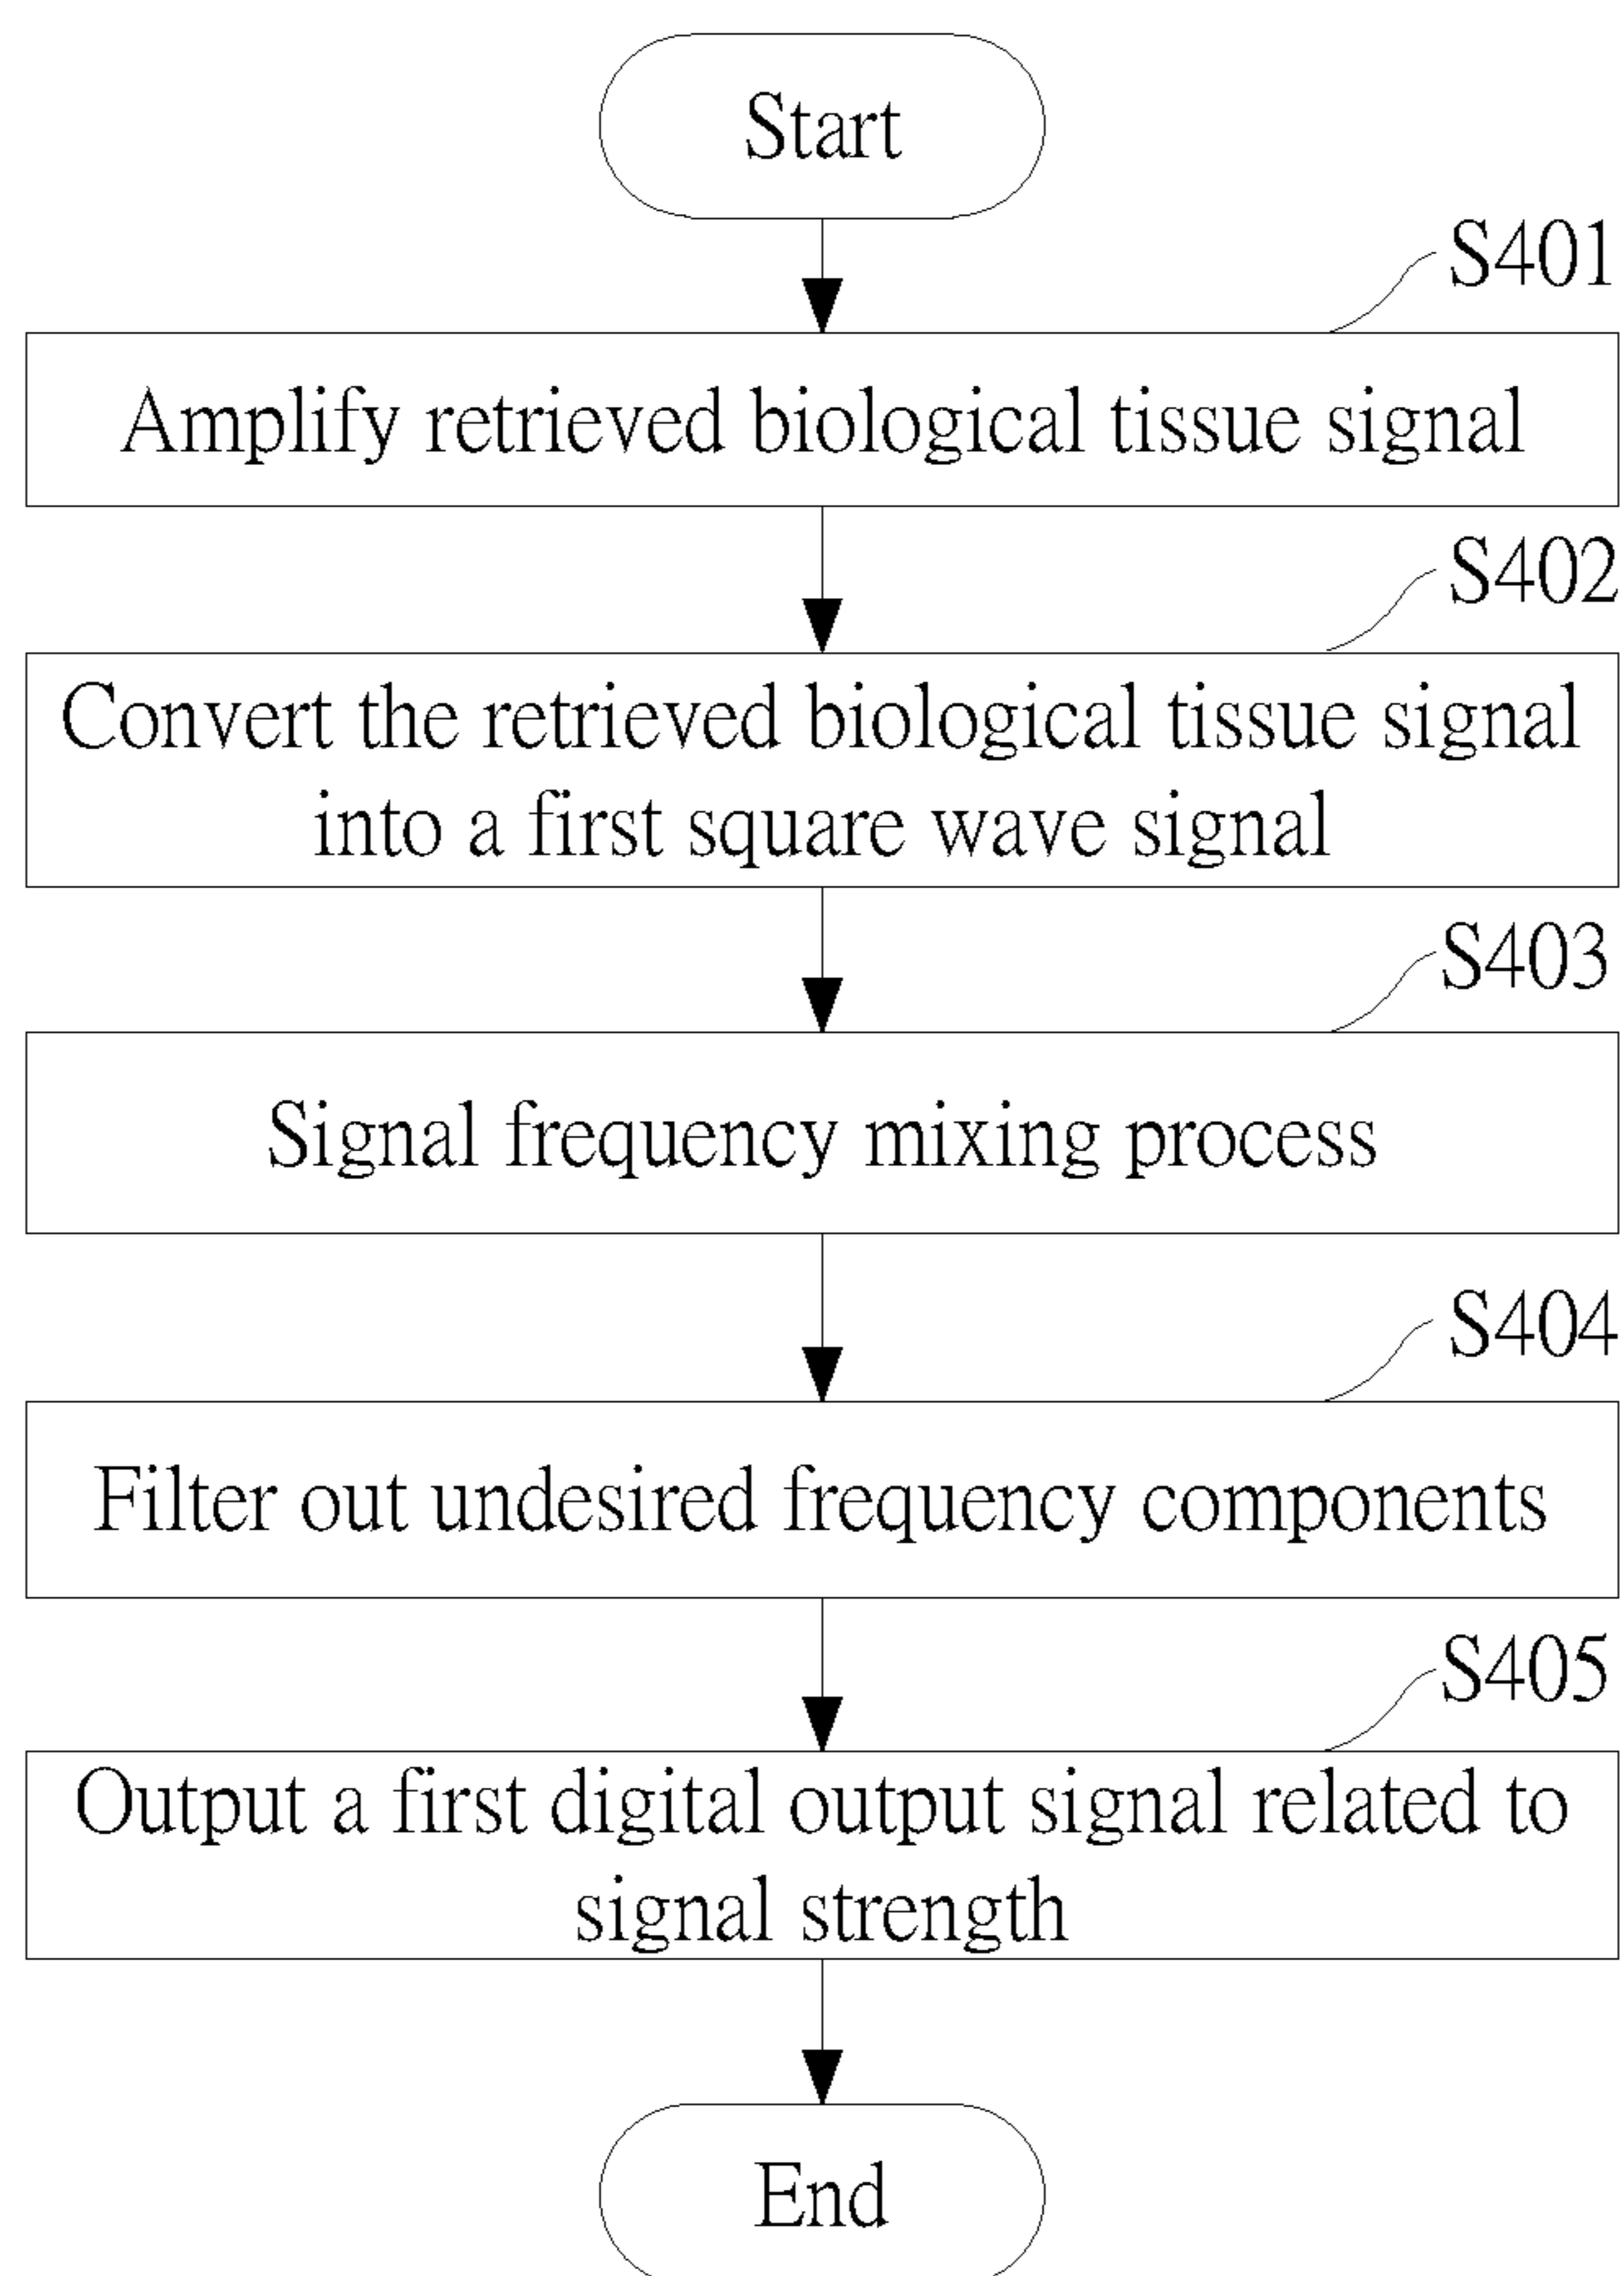 Start
S401
Amplify retrieved biological tissue signal
S402
Convert the retrieved biological tissue signal
into a first square wave signal
S403
Signal frequency mixing process
S404
Filter out undesired frequency components
S405
Output a first digital output signal related to
signal strength
End